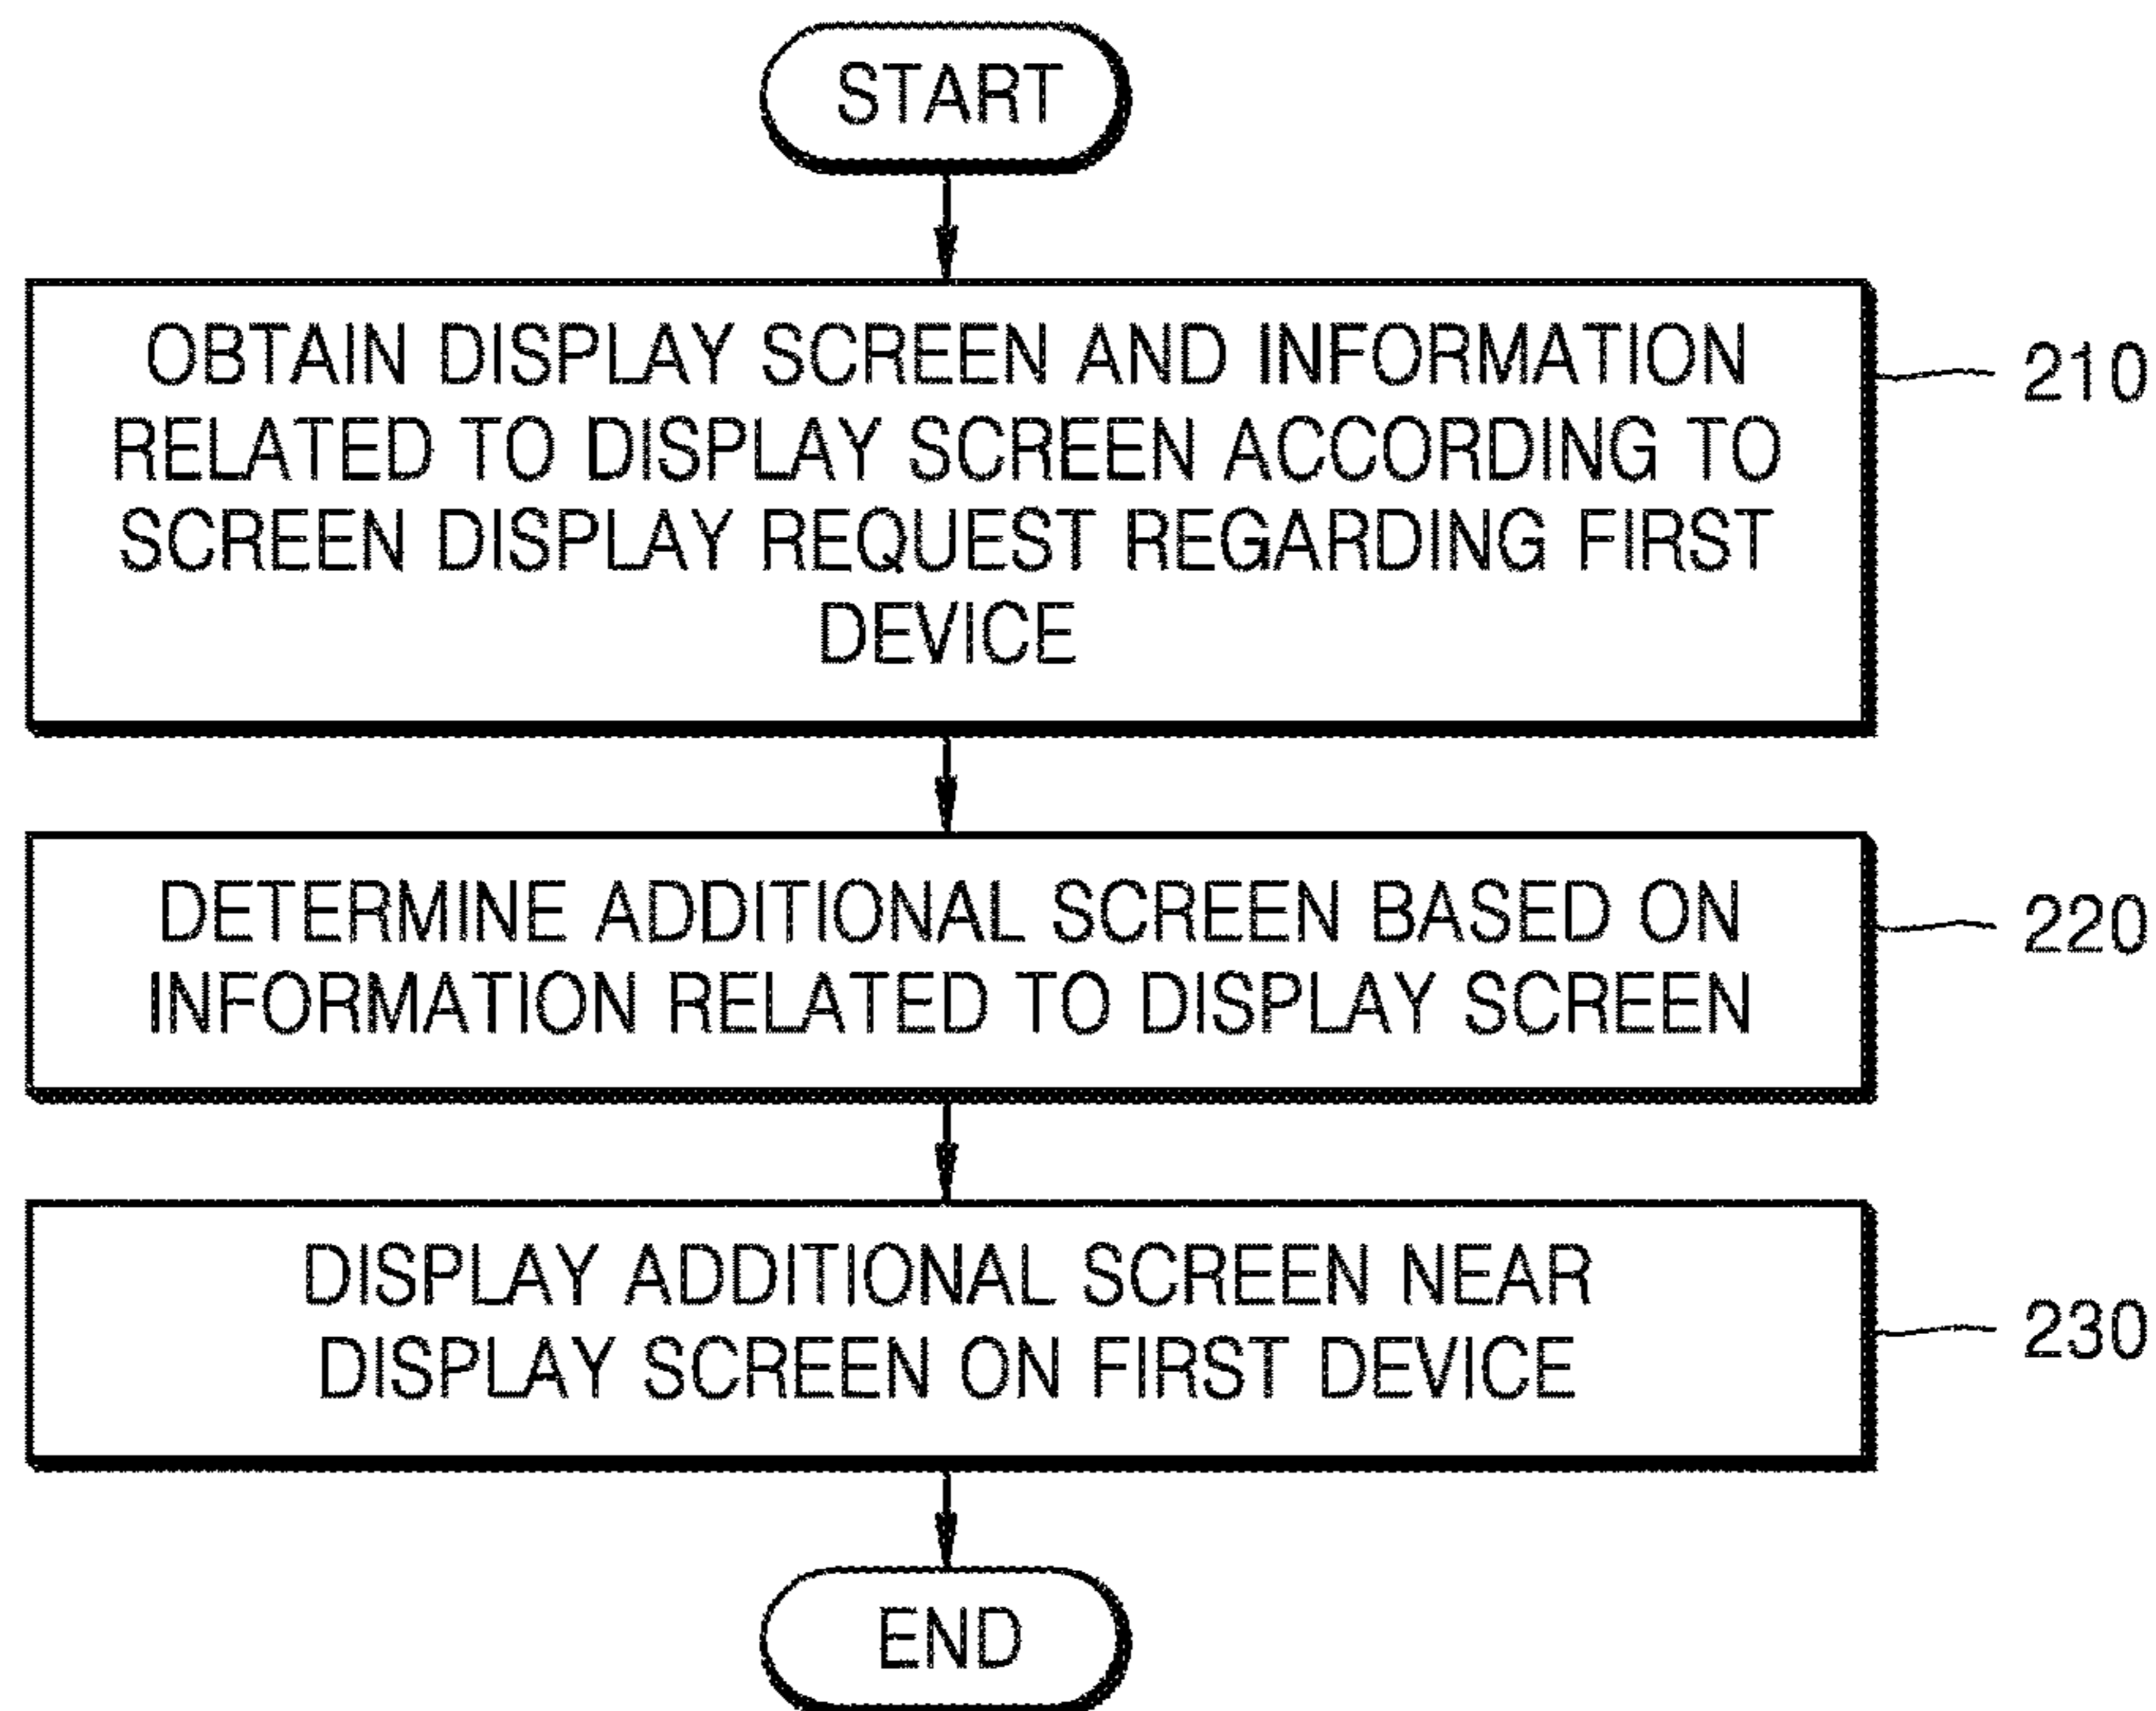 START
OBTAIN DISPLAY SCREEN AND INFORMATION
RELATED TO DISPLAY SCREEN ACCORDING TO
SCREEN DISPLAY REQUEST REGARDING FIRST
DEVICE
210
DETERMINE ADDITIONAL SCREEN BASED ON
INFORMATION RELATED TO DISPLAY SCREEN
220
DISPLAY ADDITIONAL SCREEN NEAR
DISPLAY SCREEN ON FIRST DEVICE
230
END